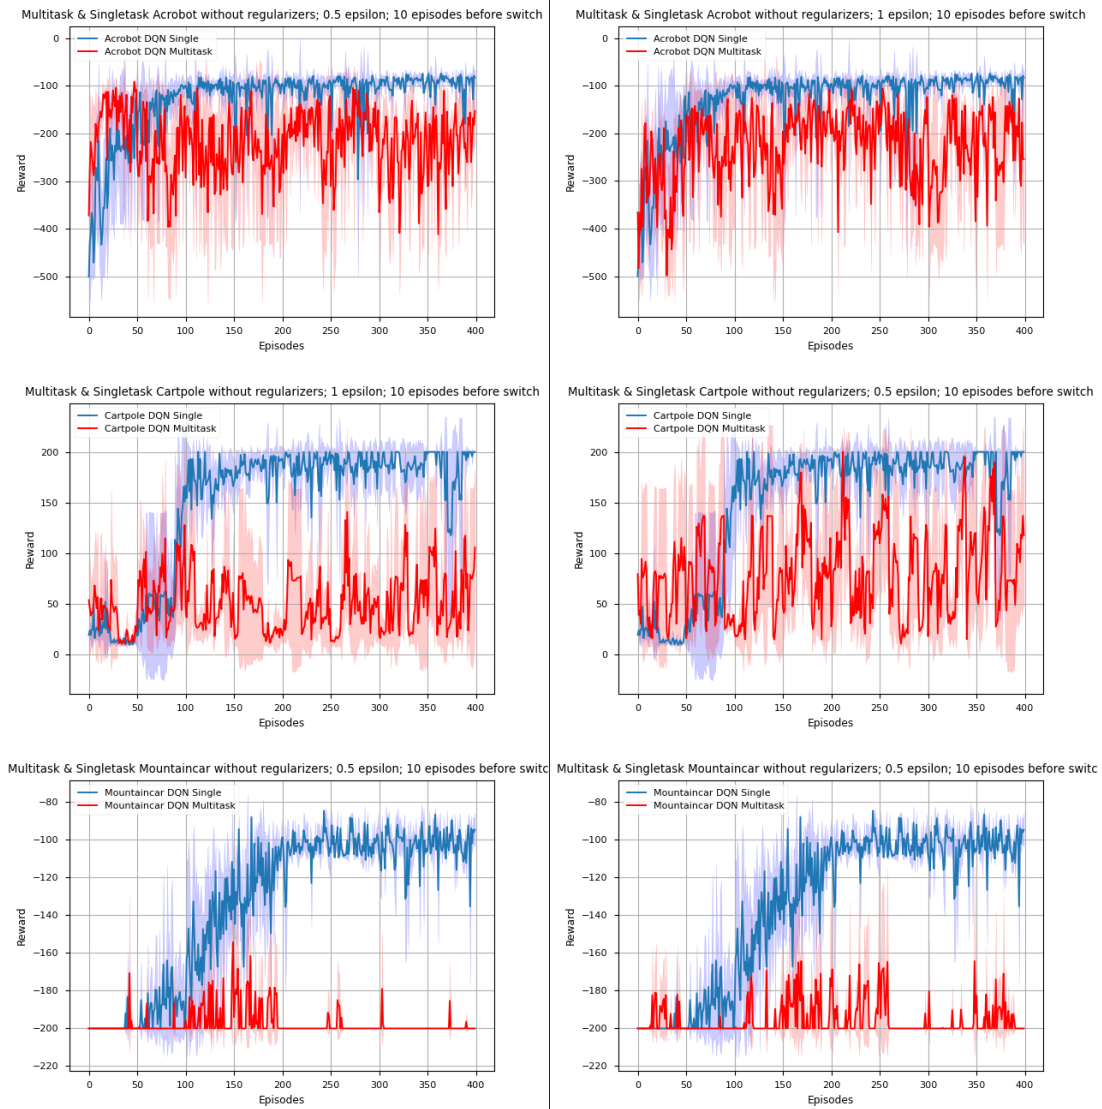 Multitask & Singletask Acrobot without regularizers; 0.5 epsilon; 10 episodes before switch
Acrobot DQN Single
Acrobot DQN Multitask
0
−100
−200
−300
−400
−500
Reward
0 50 100 150 200 250 300 350 400
Episodes
Multitask & Singletask Acrobot without regularizers; 1 epsilon; 10 episodes before switch
Acrobot DQN Single
Acrobot DQN Multitask
0
−100
−200
−300
−400
−500
Reward
0 50 100 150 200 250 300 350 400
Episodes
Multitask & Singletask Cartpole without regularizers; 1 epsilon; 10 episodes before switch
Cartpole DQN Single
Cartpole DQN Multitask
200
150
100
50
0
Reward
0 50 100 150 200 250 300 350 400
Episodes
Multitask & Singletask Cartpole without regularizers; 0.5 epsilon; 10 episodes before switch
Cartpole DQN Single
Cartpole DQN Multitask
200
150
100
50
0
Reward
0 50 100 150 200 250 300 350 400
Episodes
Multitask & Singletask Mountaincar without regularizers; 0.5 epsilon; 10 episodes before switc
Mountaincar DQN Single
Mountaincar DQN Multitask
−80
−100
−120
−140
−160
−180
−200
−220
Reward
0 50 100 150 200 250 300 350 400
Episodes
Multitask & Singletask Mountaincar without regularizers; 0.5 epsilon; 10 episodes before switc
Mountaincar DQN Single
Mountaincar DQN Multitask
−80
−100
−120
−140
−160
−180
−200
−220
Reward
0 50 100 150 200 250 300 350 400
Episodes